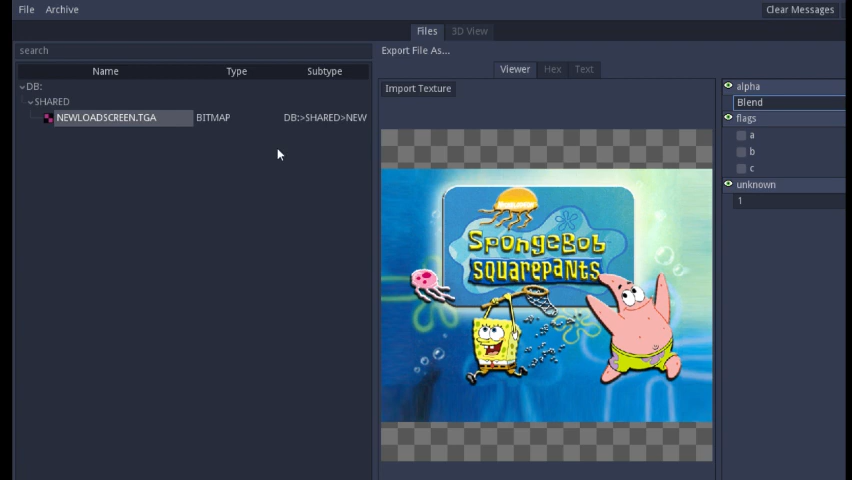 File Archive Clear Messages
Files 3D View
search
Export File As...
Name Type Subtype
Viewer Hex Text
DB:
SHARED
NEWLOADSCREEN.TGA BITMAP DB:>SHARED>NEW
Import Texture
SpongeBob
SquarePants
alpha
Blend
flags
a
b
c
unknown
1